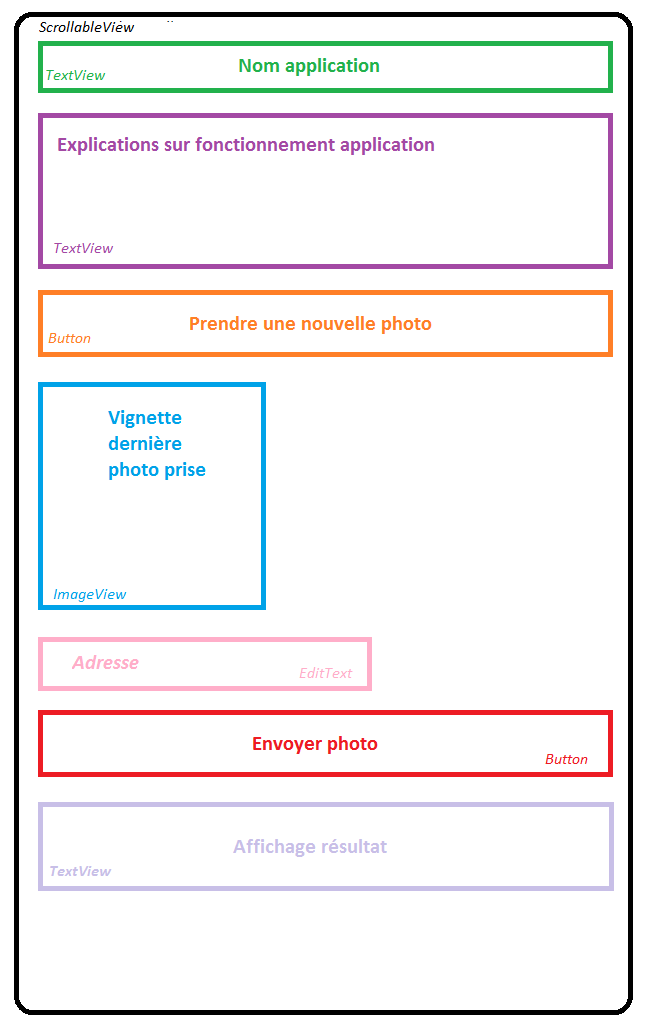 ScrollableView
Nom application
TextView
Explications sur fonctionnement application
TextView
Prendre une nouvelle photo
Button
Vignette
dernière
photo prise
ImageView
Adresse
EditText
Envoyer photo
Button
Affichage résultat
TextView